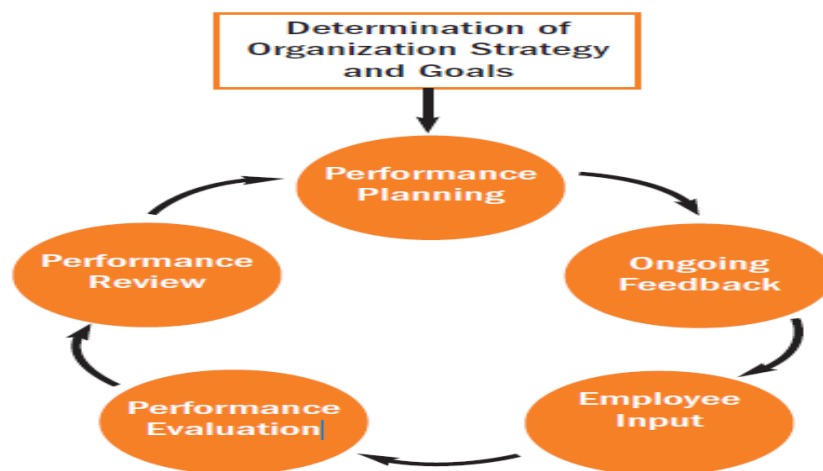 Determination of
Organization Strategy
and Goals
Performance
Planning
Ongoing
Feedback
Employee
Input
Performance
Evaluation
Performance
Review